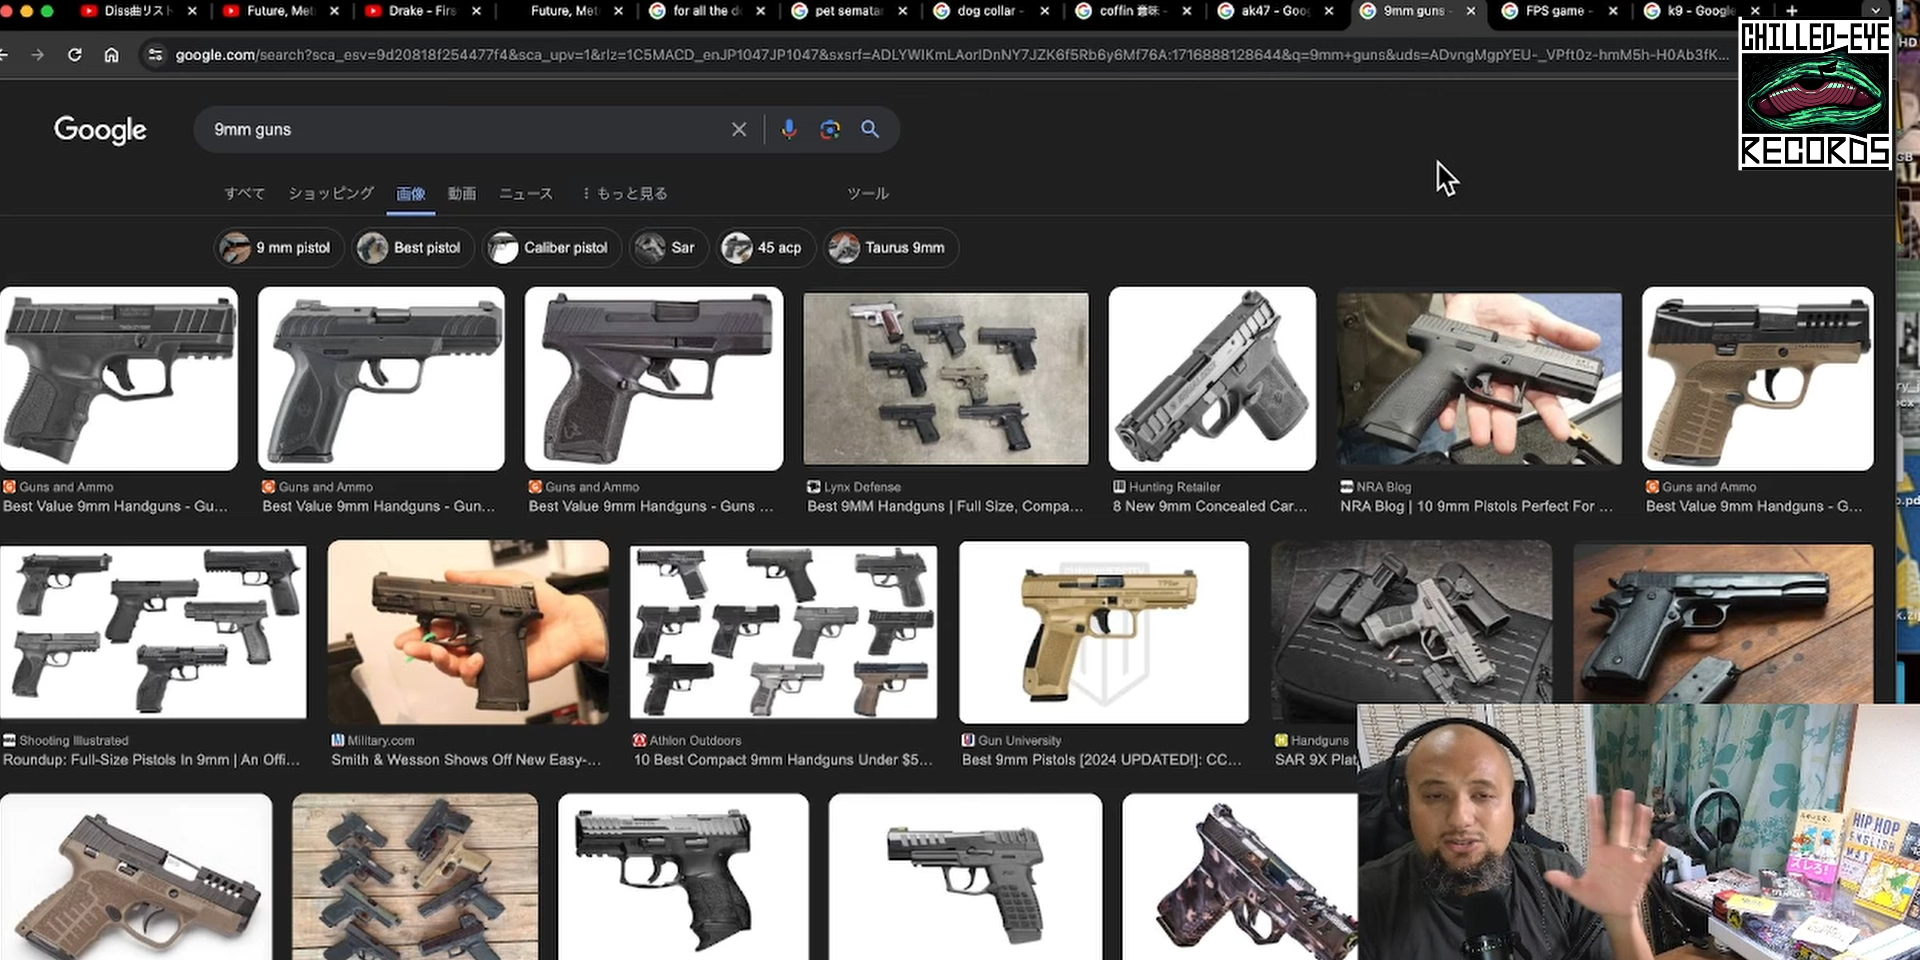 Diss曲リスト
Future, Met
Drake - Firs
Future, Met
for all the d
pet sematar
dog collar -
coffin 意味 -
ak47 - Goo
9mm guns -
FPS game -
k9 - Google
google.com/search?sca_esv=9d20818f254477f4&sca_upv=1&rlz=1C5MACD_enJP1047JP1047&sxsrf=ADLYWIKmLAorIDnNY7JZK6f5Rb6y6Mf76A:1716888128644&q=9mm+guns&uds=ADvngMgpYEU-_VPft0z-hmM5h-H0Ab3fK...
CHILLED-EYE
RECORDS
Google
9mm guns
すべて ショッピング 画像 動画 ニュース もっと見る ツール
9 mm pistol
Best pistol
Caliber pistol
Sar
45 acp
Taurus 9mm
Guns and Ammo
Best Value 9mm Handguns - Gu...
Guns and Ammo
Best Value 9mm Handguns - Gun...
Guns and Ammo
Best Value 9mm Handguns - Guns ...
Lynx Defense
Best 9MM Handguns | Full Size, Compa...
Hunting Retailer
8 New 9mm Concealed Car...
NRA Blog
NRA Blog | 10 9mm Pistols Perfect For ...
Guns and Ammo
Best Value 9mm Handguns - G...
Shooting Illustrated
Roundup: Full-Size Pistols In 9mm | An Offi...
Military.com
Smith & Wesson Shows Off New Easy-...
Athlon Outdoors
10 Best Compact 9mm Handguns Under $5...
Gun University
Best 9mm Pistols [2024 UPDATED!]: CC...
Handguns
SAR 9X Plat
HIP HOP
ENGLISH
スレろ!